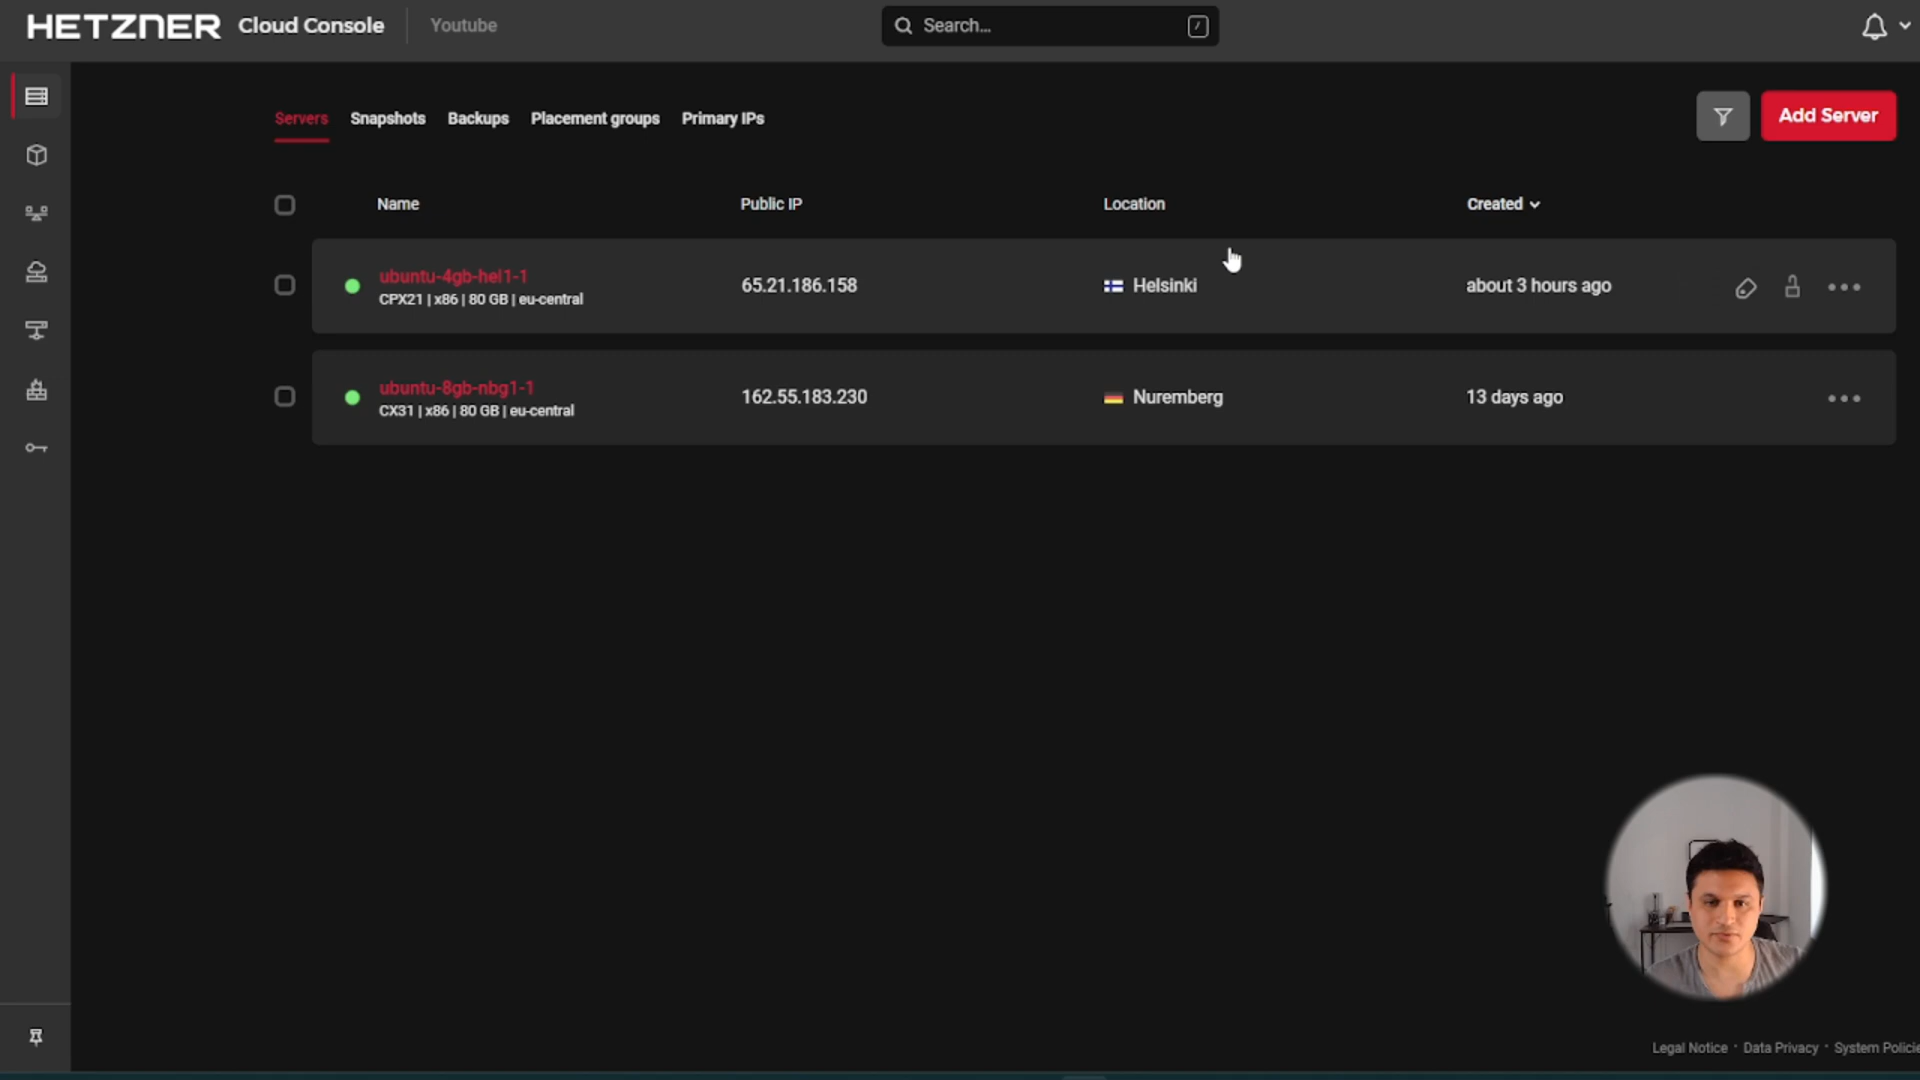 HETZNER Cloud Console Youtube Search... /
Servers Snapshots Backups Placement groups Primary IPs Add Server
Name Public IP Location Created
ubuntu-4gb-hel1-1
CPX21 | x86 | 80 GB | eu-central
65.21.186.158 Helsinki about 3 hours ago
ubuntu-8gb-nbg1-1
CX31 | x86 | 80 GB | eu-central
162.55.183.230 Nuremberg 13 days ago
Legal Notice · Data Privacy · System Policie